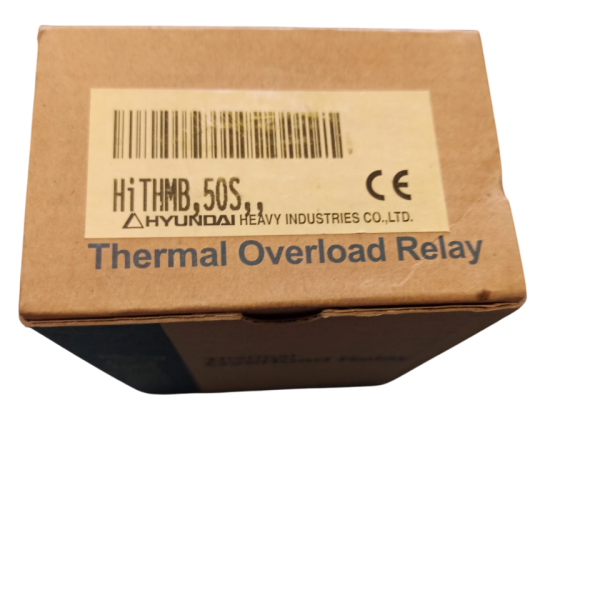 HiTHMB,50S,,
CE
HYUNDAI HEAVY INDUSTRIES CO.,LTD.
Thermal Overload Relay